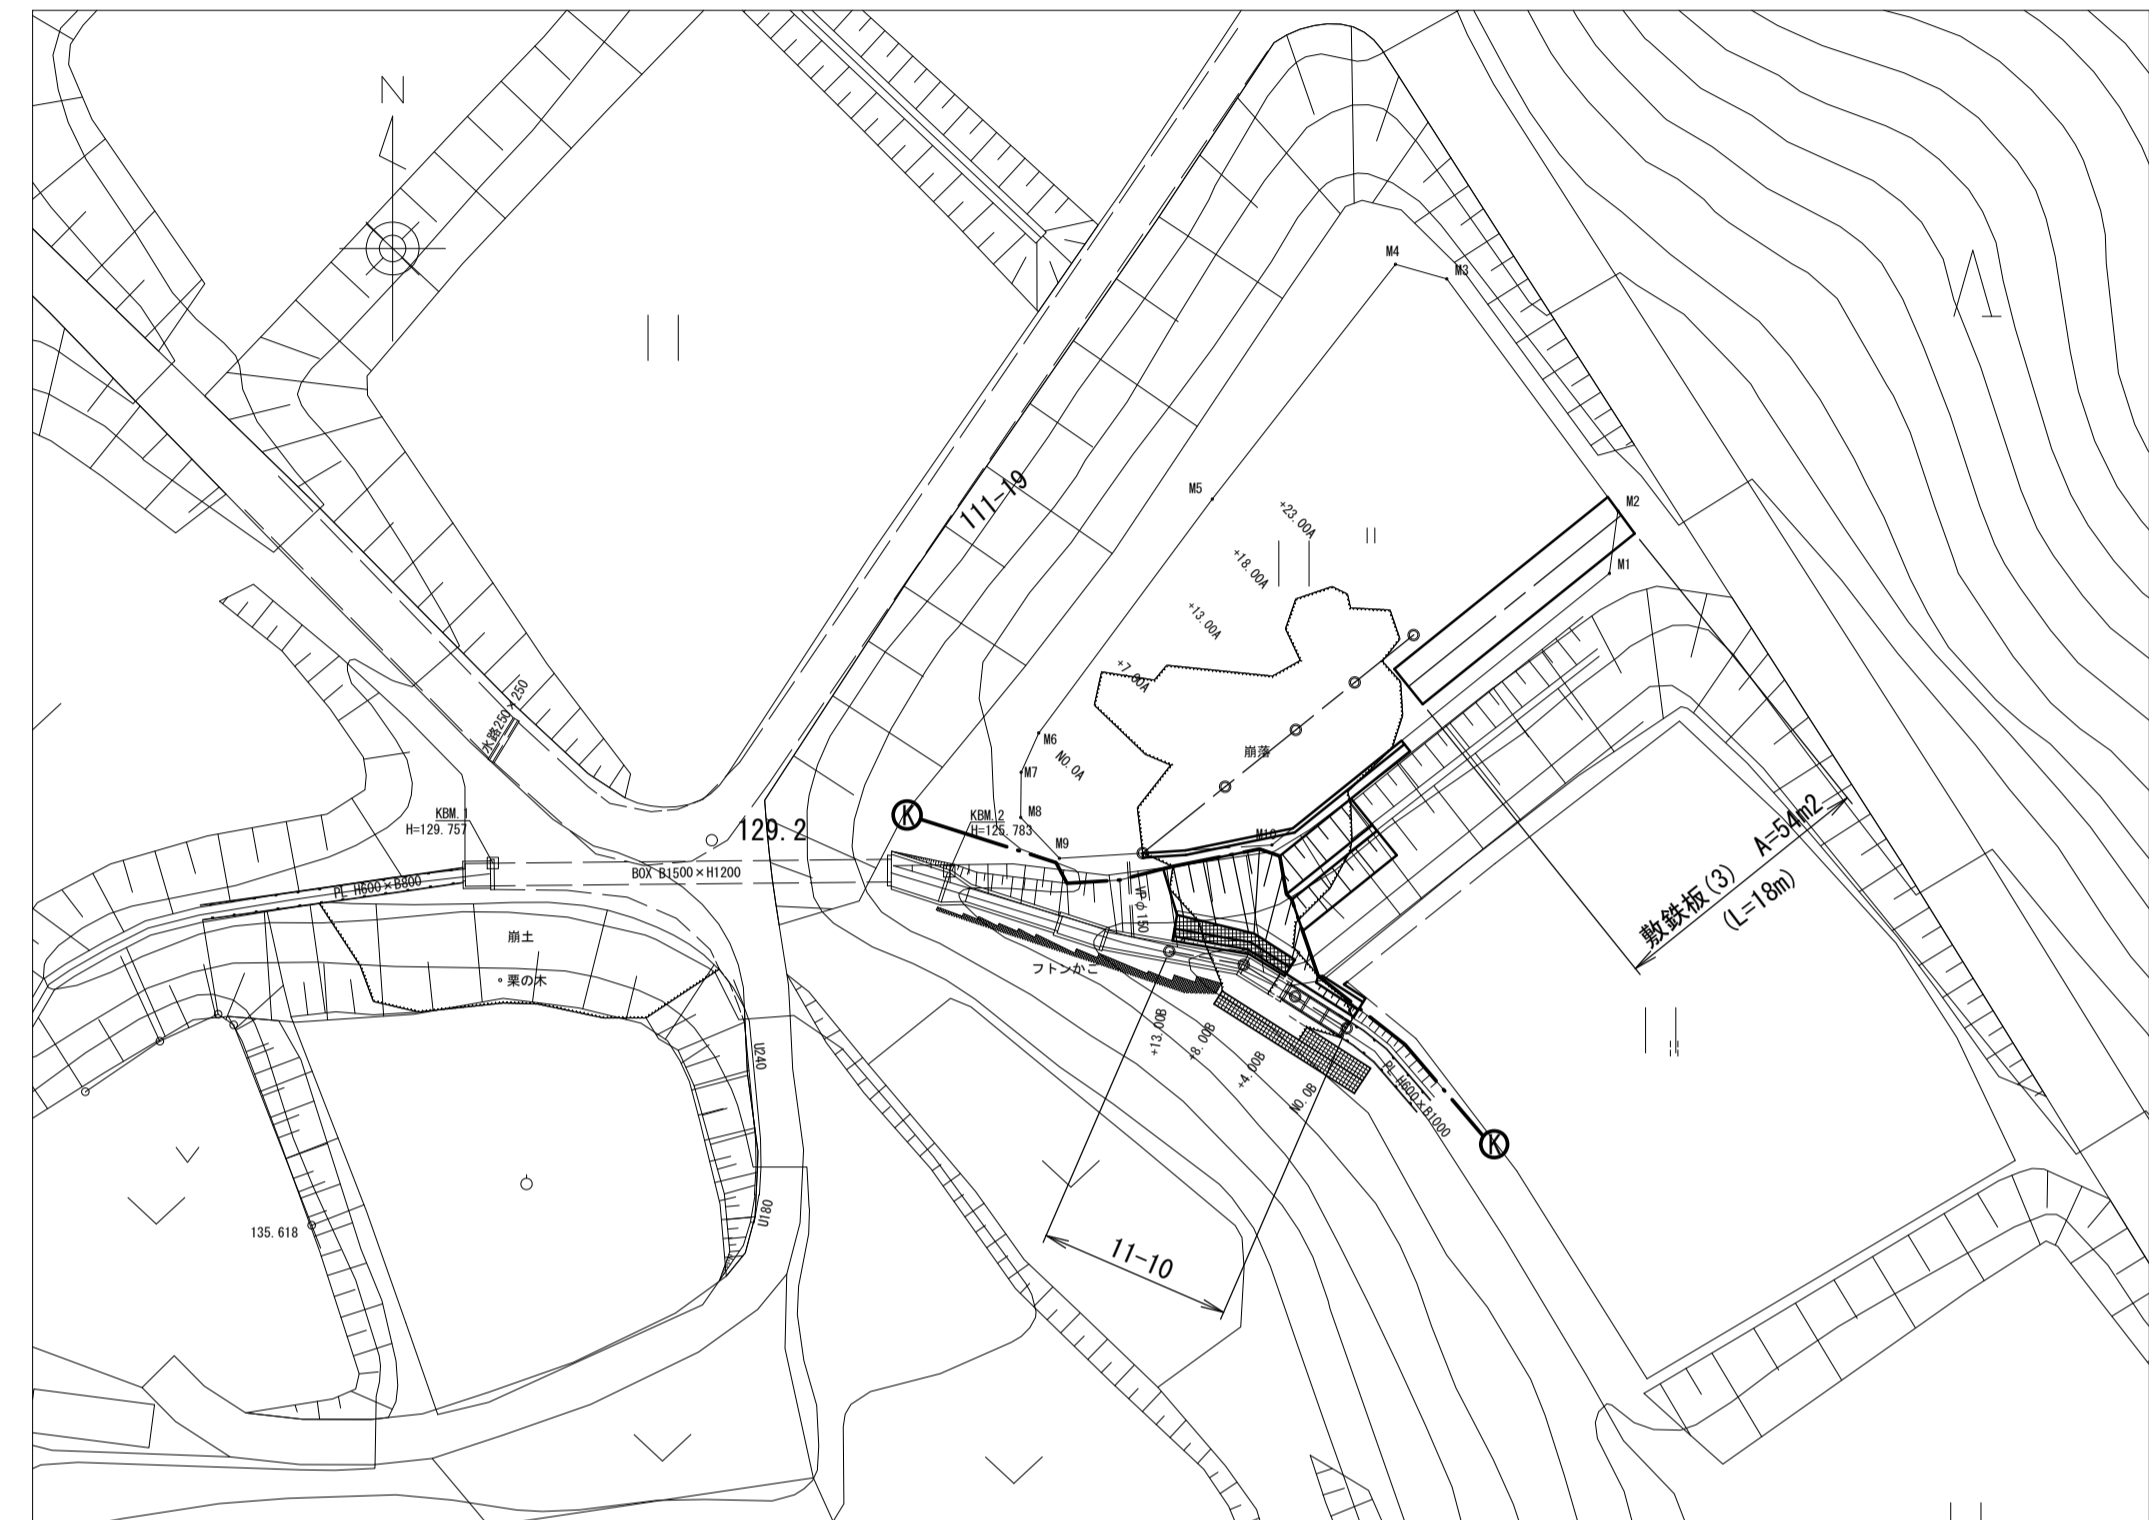 N
M4
M3
M5
111-19
+23.00A
+18.00A
+13.00A
+7.00A
M2
M1
水路250×250
M6
NO.0A
M7
M8
M9
M10
崩落
KBM.1
H=129.757
129.2
K
KBM.2
H=125.783
BOX B1500×H1200
PL H600×B800
VPφ150
崩土
栗の木
フトンかご
敷鉄板(3) A=54m2
(L=18m)
+13.00B
+8.00B
+4.00B
NO.0B
PL H600×B1000
K
U240
U180
135.618
11-10